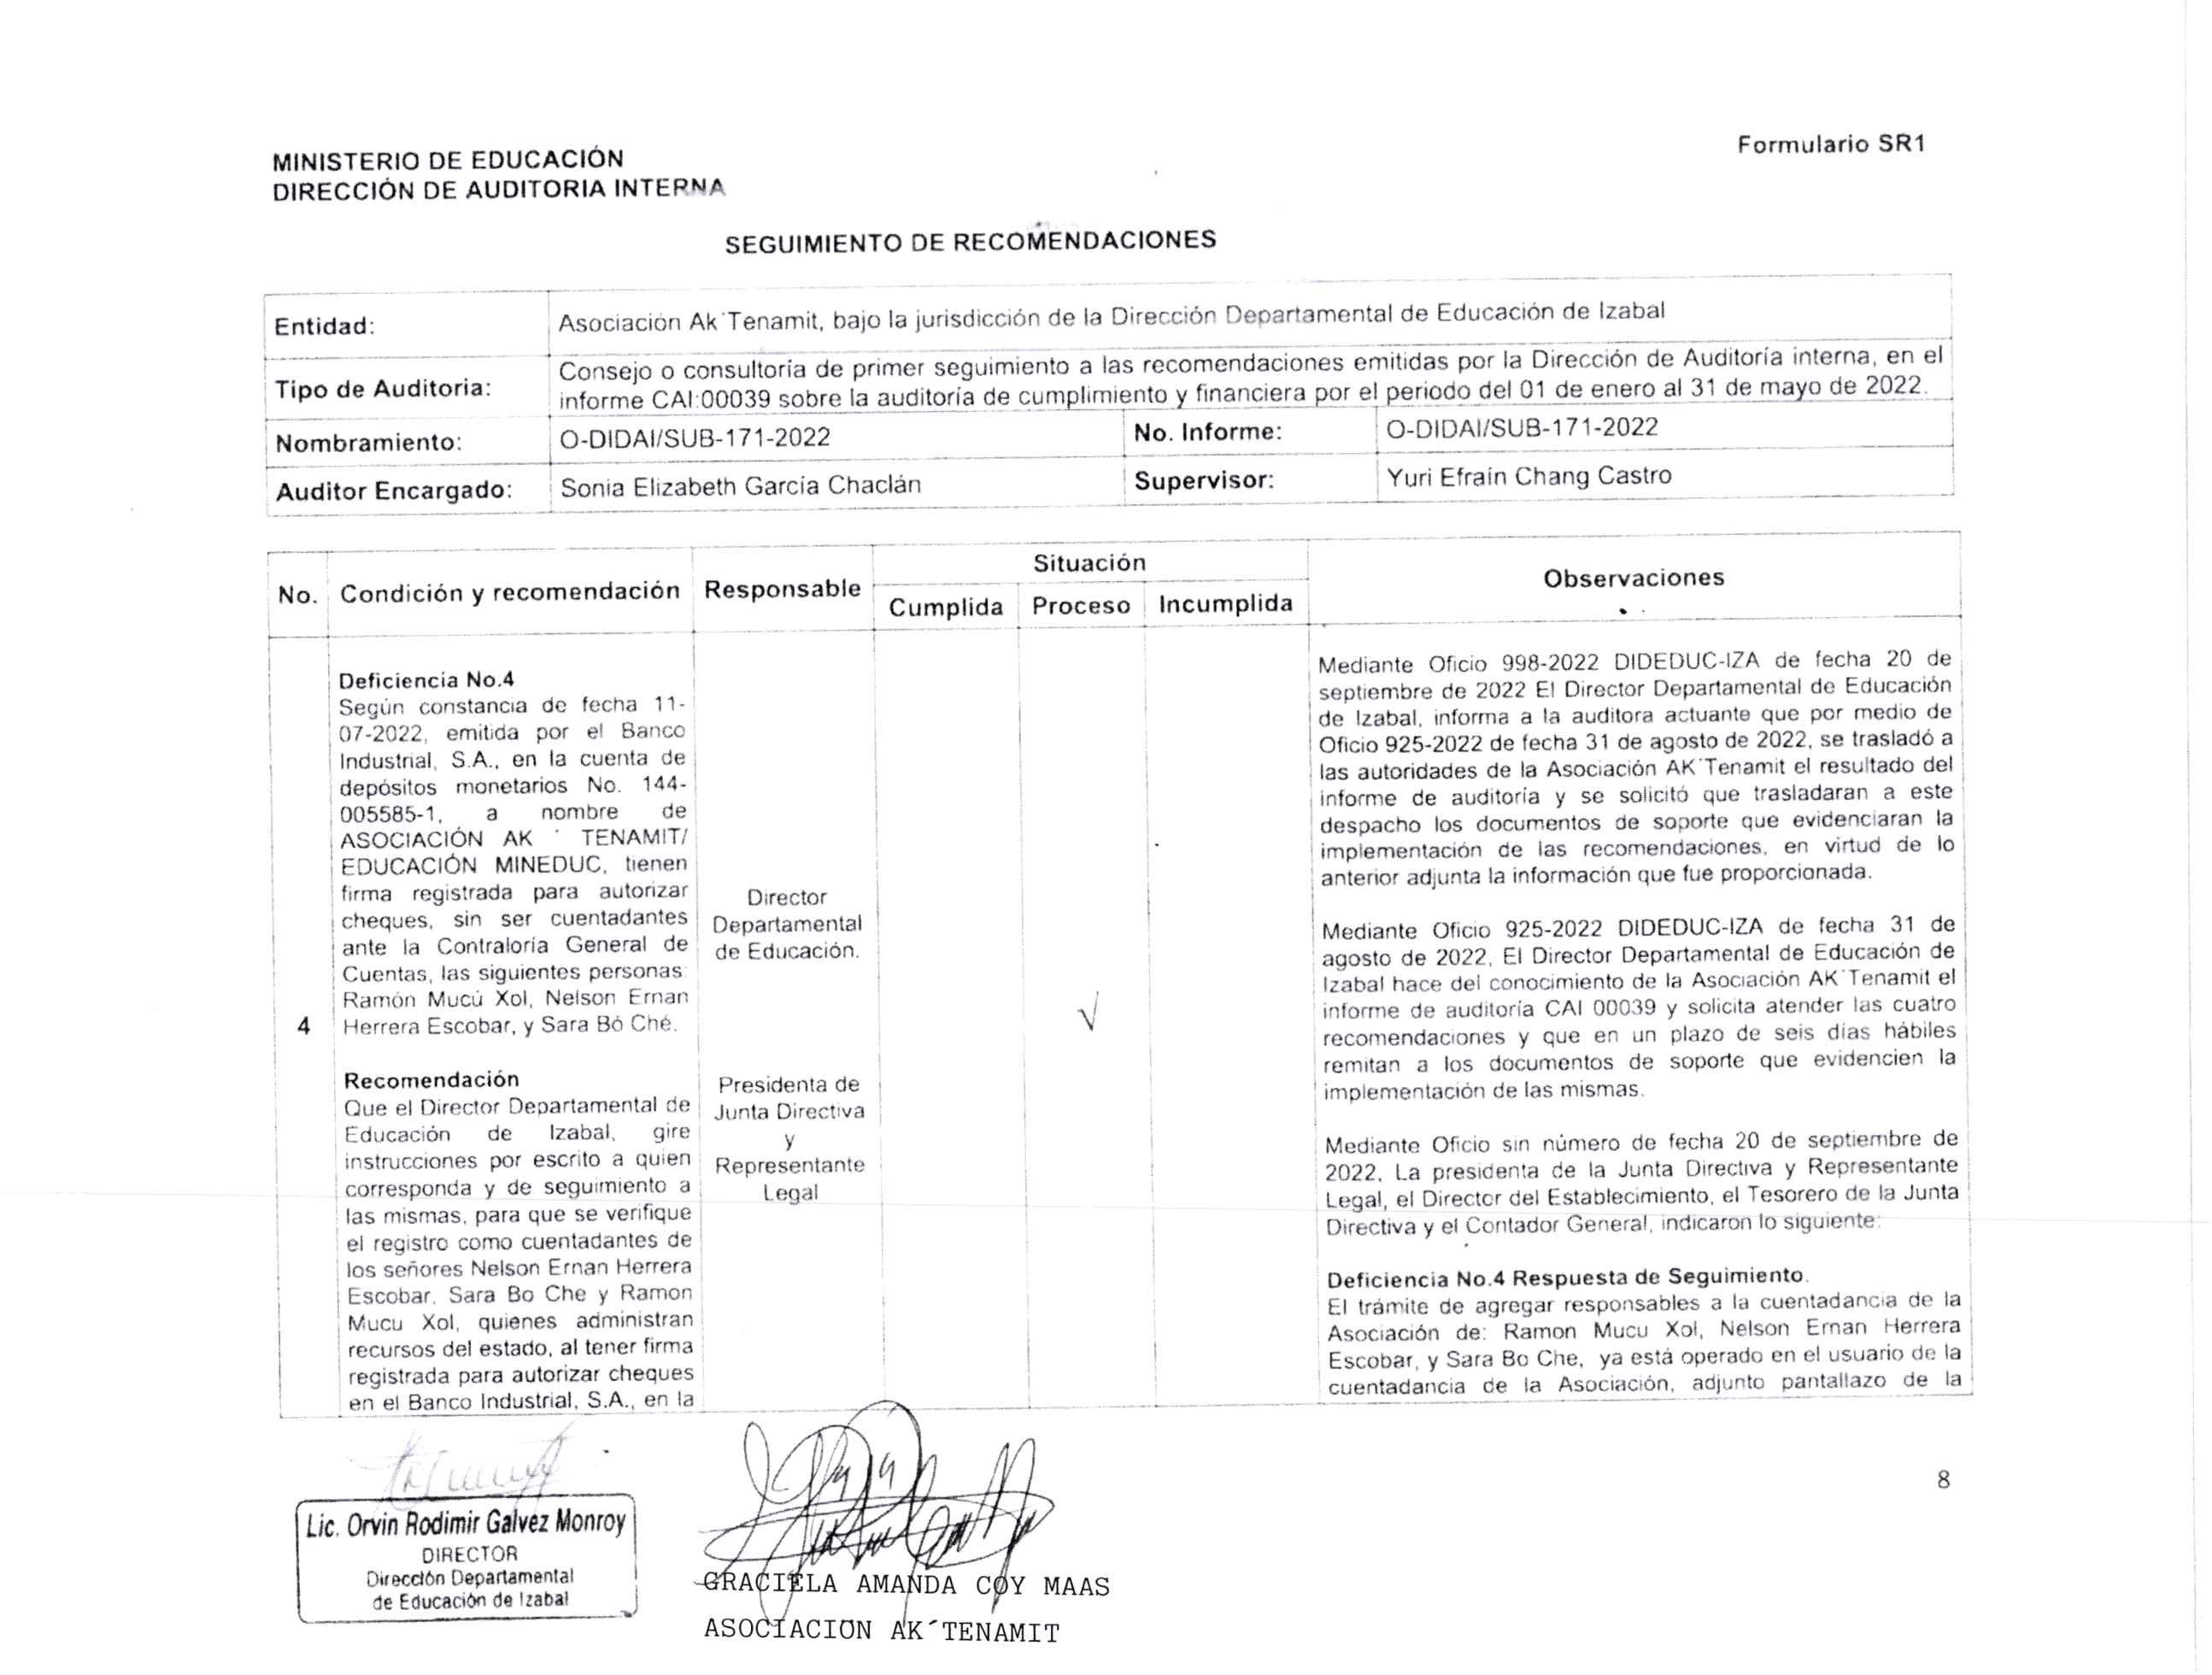 Formulario SR1
MINISTERIO DE EDUCACIÓN
DIRECCIÓN DE AUDITORIA INTERNA
SEGUIMIENTO DE RECOMENDACIONES
Entidad: Asociación Ak´Tenamit, bajo la jurisdicción de la Dirección Departamental de Educación de Izabal
Tipo de Auditoria:
Consejo o consultoría de primer seguimiento a las recomendaciones emitidas por la Dirección de Auditoría interna, en el
informe CAI:00039 sobre la auditoría de cumplimiento y financiera por el periodo del 01 de enero al 31 de mayo de 2022.
Nombramiento: O-DIDAI/SUB-171-2022 No. Informe: O-DIDAI/SUB-171-2022
Auditor Encargado: Sonia Elizabeth García Chaclán Supervisor: Yuri Efraín Chang Castro
No. Condición y recomendación Responsable Situación Observaciones
Cumplida Proceso Incumplida
4
Deficiencia No.4
Según constancia de fecha 11-
07-2022, emitida por el Banco
Industrial, S.A., en la cuenta de
depósitos monetarios No. 144-
005585-1, a nombre de
ASOCIACIÓN AK ´ TENAMIT/
EDUCACIÓN MINEDUC, tienen
firma registrada para autorizar
cheques, sin ser cuentadantes
ante la Contraloría General de
Cuentas, las siguientes personas:
Ramón Mucú Xol, Nelson Ernan
Herrera Escobar, y Sara Bó Ché.
Recomendación
Que el Director Departamental de
Educación de Izabal, gire
instrucciones por escrito a quien
corresponda y de seguimiento a
las mismas, para que se verifique
el registro como cuentadantes de
los señores Nelson Ernan Herrera
Escobar, Sara Bo Che y Ramon
Mucu Xol, quienes administran
recursos del estado, al tener firma
registrada para autorizar cheques
en el Banco Industrial, S.A., en la
Director
Departamental
de Educación.
Presidenta de
Junta Directiva
y
Representante
Legal
√
Mediante Oficio 998-2022 DIDEDUC-IZA de fecha 20 de
septiembre de 2022 El Director Departamental de Educación
de Izabal, informa a la auditora actuante que por medio de
Oficio 925-2022 de fecha 31 de agosto de 2022, se trasladó a
las autoridades de la Asociación AK´Tenamit el resultado del
informe de auditoría y se solicitó que trasladaran a este
despacho los documentos de soporte que evidenciaran la
implementación de las recomendaciones, en virtud de lo
anterior adjunta la información que fue proporcionada.
Mediante Oficio 925-2022 DIDEDUC-IZA de fecha 31 de
agosto de 2022, El Director Departamental de Educación de
Izabal hace del conocimiento de la Asociación AK´Tenamit el
informe de auditoría CAI 00039 y solicita atender las cuatro
recomendaciones y que en un plazo de seis días hábiles
remitan a los documentos de soporte que evidencien la
implementación de las mismas.
Mediante Oficio sin número de fecha 20 de septiembre de
2022, La presidenta de la Junta Directiva y Representante
Legal, el Director del Establecimiento, el Tesorero de la Junta
Directiva y el Contador General, indicaron lo siguiente:
Deficiencia No.4 Respuesta de Seguimiento.
El trámite de agregar responsables a la cuentadancia de la
Asociación de: Ramon Mucu Xol, Nelson Ernan Herrera
Escobar, y Sara Bo Che, ya está operado en el usuario de la
cuentadancia de la Asociación, adjunto pantallazo de la
8
Lic. Orvin Rodimir Galvez Monroy
DIRECTOR
Dirección Departamental
de Educación de Izabal
GRACIELA AMANDA COY MAAS
ASOCIACION AK´TENAMIT